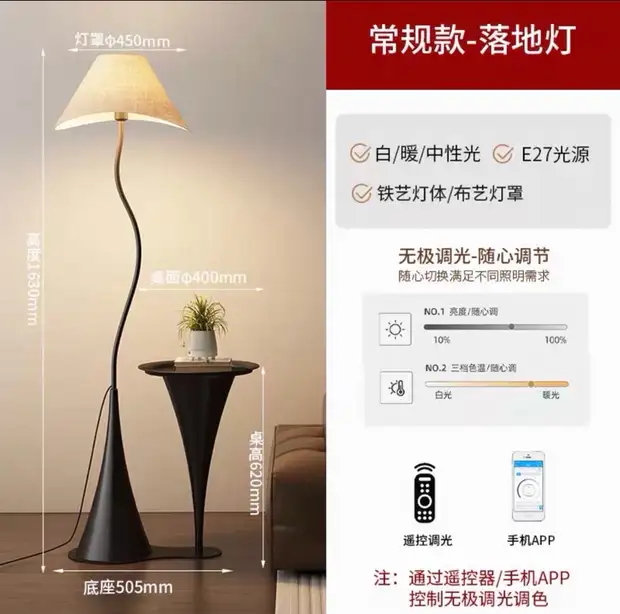 灯罩φ450mm
高度1630mm
桌面φ400mm
桌高620mm
底座505mm
常规款-落地灯
白/暖/中性光
E27光源
铁艺灯体/布艺灯罩
无极调光-随心调节
随心切换满足不同照明需求
NO.1 亮度/随心调
10%
100%
NO.2 三档色温/随心调
白光
暖光
遥控调光
手机APP
注：通过遥控器/手机APP
控制无极调光调色